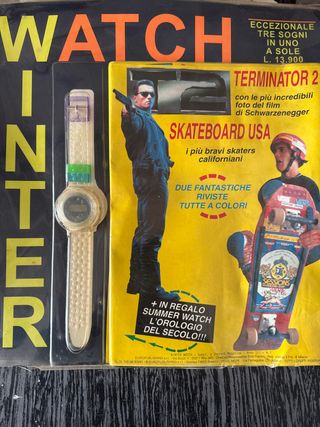 WATCH
WINTER
ECCEZIONALE
TRE SOGNI
IN UNO
A SOLE
L. 13.900
TERMINATOR 2
con le più incredibili
foto del film
di Schwarzenegger
SKATEBOARD USA
i più bravi skaters
californiani
DUE FANTASTICHE
RIVISTE
TUTTE A COLORI
+ IN REGALO
SUMMER WATCH
L'OROLOGIO
DEL SECOLO!!!